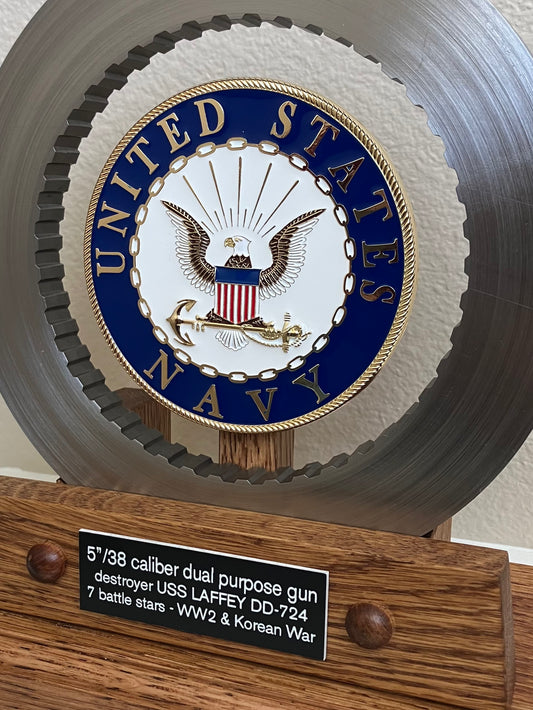 UNITED STATES
NAVY
5"/38 caliber dual purpose gun
destroyer USS LAFFEY DD-724
7 battle stars - WW2 & Korean War